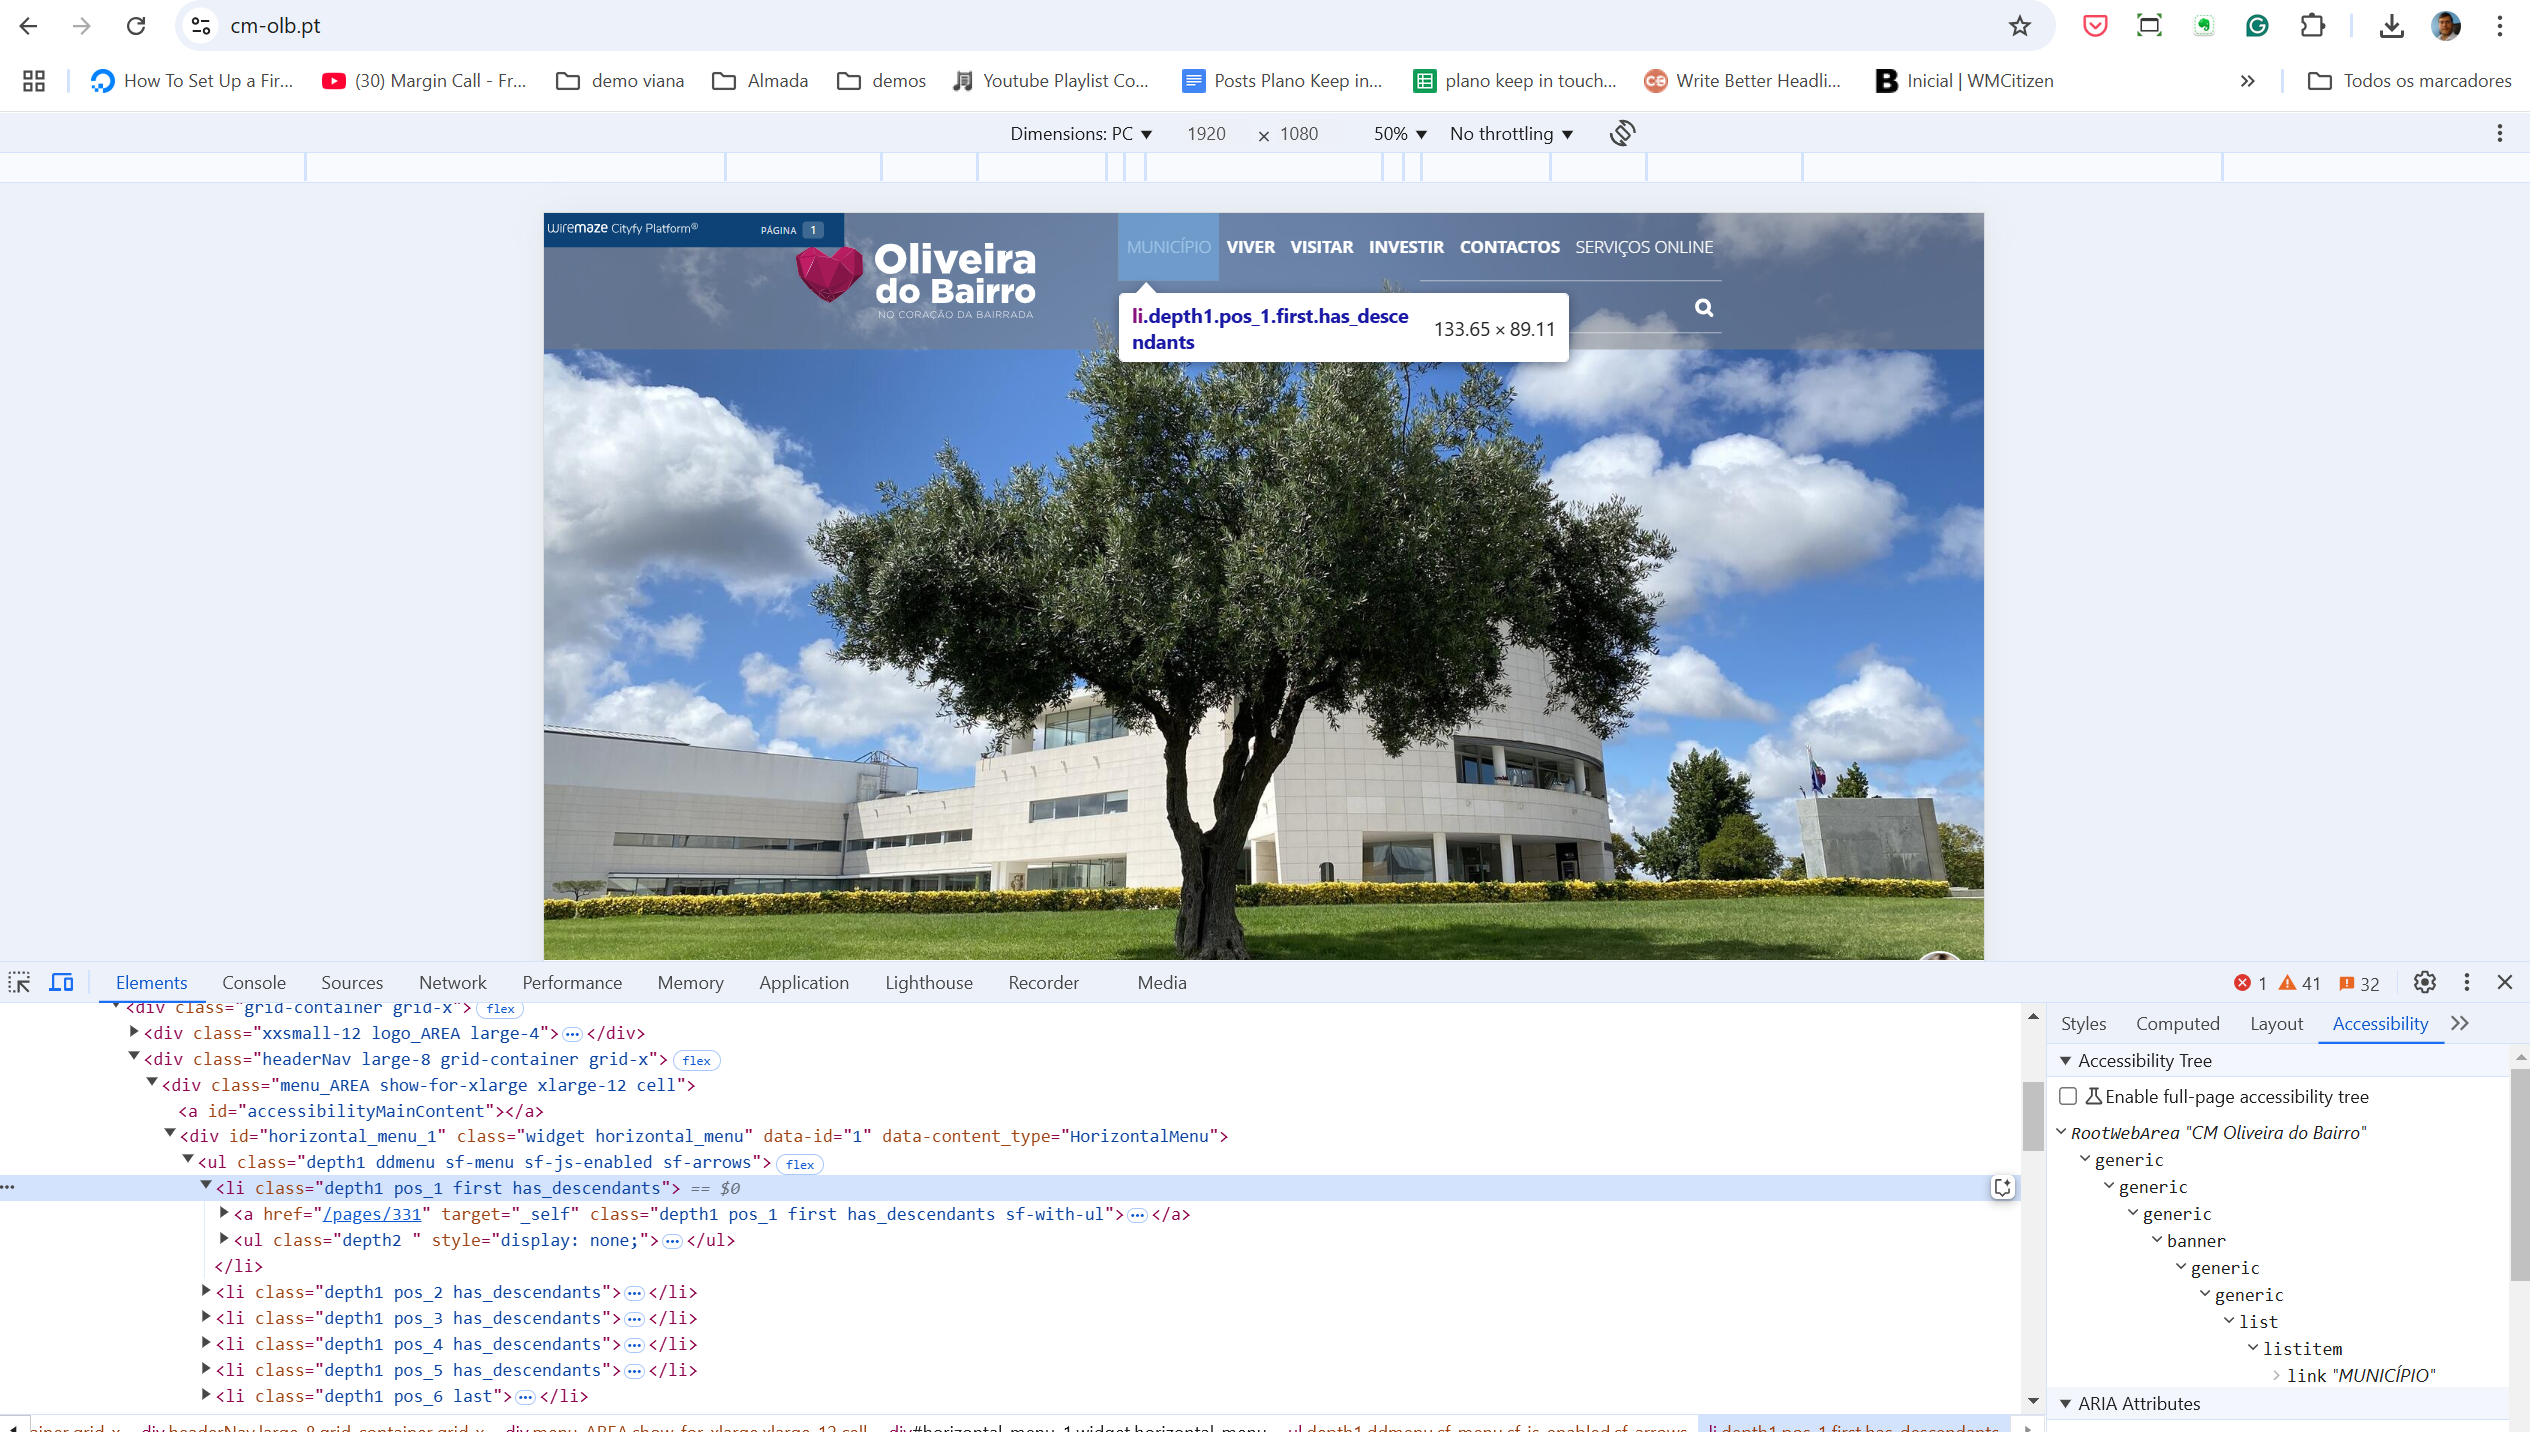 cm-olb.pt
How To Set Up a Fir... (30) Margin Call - Fr... demo viana Almada demos Youtube Playlist Co... Posts Plano Keep in... plano keep in touch... Write Better Headli... Inicial | WMCitizen » Todos os marcadores
Dimensions: PC ▼ 1920 × 1080 50% ▼ No throttling ▼
wiremaze Cityfy Platform® PÁGINA 1
MUNICÍPIO VIVER VISITAR INVESTIR CONTACTOS SERVIÇOS ONLINE
Oliveira
do Bairro
NO CORAÇÃO DA BAIRRADA
li.depth1.pos_1.first.has_desce
ndants
133.65 × 89.11
Elements Console Sources Network Performance Memory Application Lighthouse Recorder Media 1 41 32
<div class="grid-container grid-x"> flex
<div class="xxsmall-12 logo_AREA large-4"> … </div>
<div class="headerNav large-8 grid-container grid-x"> flex
<div class="menu_AREA show-for-xlarge xlarge-12 cell">
<a id="accessibilityMainContent"></a>
<div id="horizontal_menu_1" class="widget horizontal_menu" data-id="1" data-content_type="HorizontalMenu">
<ul class="depth1 ddmenu sf-menu sf-js-enabled sf-arrows"> flex
<li class="depth1 pos_1 first has_descendants"> == $0
<a href="/pages/331" target="_self" class="depth1 pos_1 first has_descendants sf-with-ul"> … </a>
<ul class="depth2 " style="display: none;"> … </ul>
</li>
<li class="depth1 pos_2 has_descendants"> … </li>
<li class="depth1 pos_3 has_descendants"> … </li>
<li class="depth1 pos_4 has_descendants"> … </li>
<li class="depth1 pos_5 has_descendants"> … </li>
<li class="depth1 pos_6 last"> … </li>
Styles Computed Layout Accessibility
Accessibility Tree
Enable full-page accessibility tree
RootWebArea "CM Oliveira do Bairro"
generic
generic
generic
banner
generic
generic
list
listitem
link "MUNICÍPIO"
ARIA Attributes